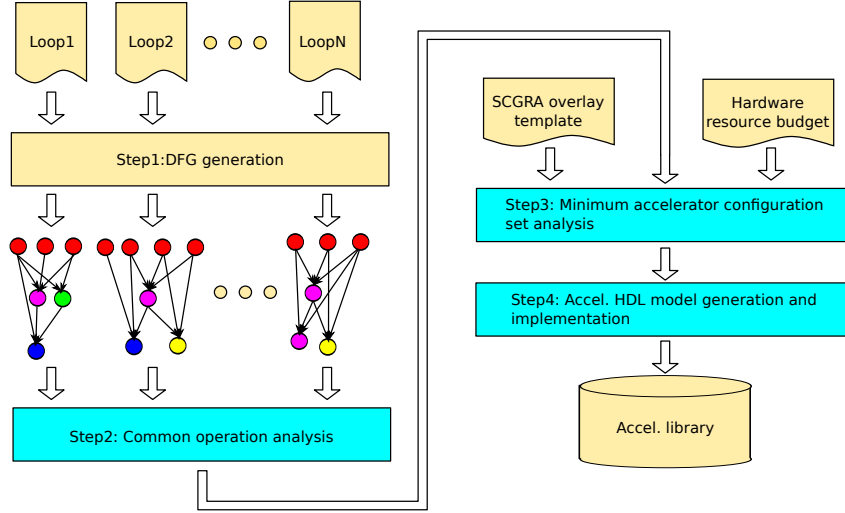 Loop1
Loop2
LoopN
Step1:DFG generation
Step2: Common operation analysis
SCGRA overlay
template
Hardware
resource budget
Step3: Minimum accelerator configuration
set analysis
Step4: Accel. HDL model generation and
implementation
Accel. library